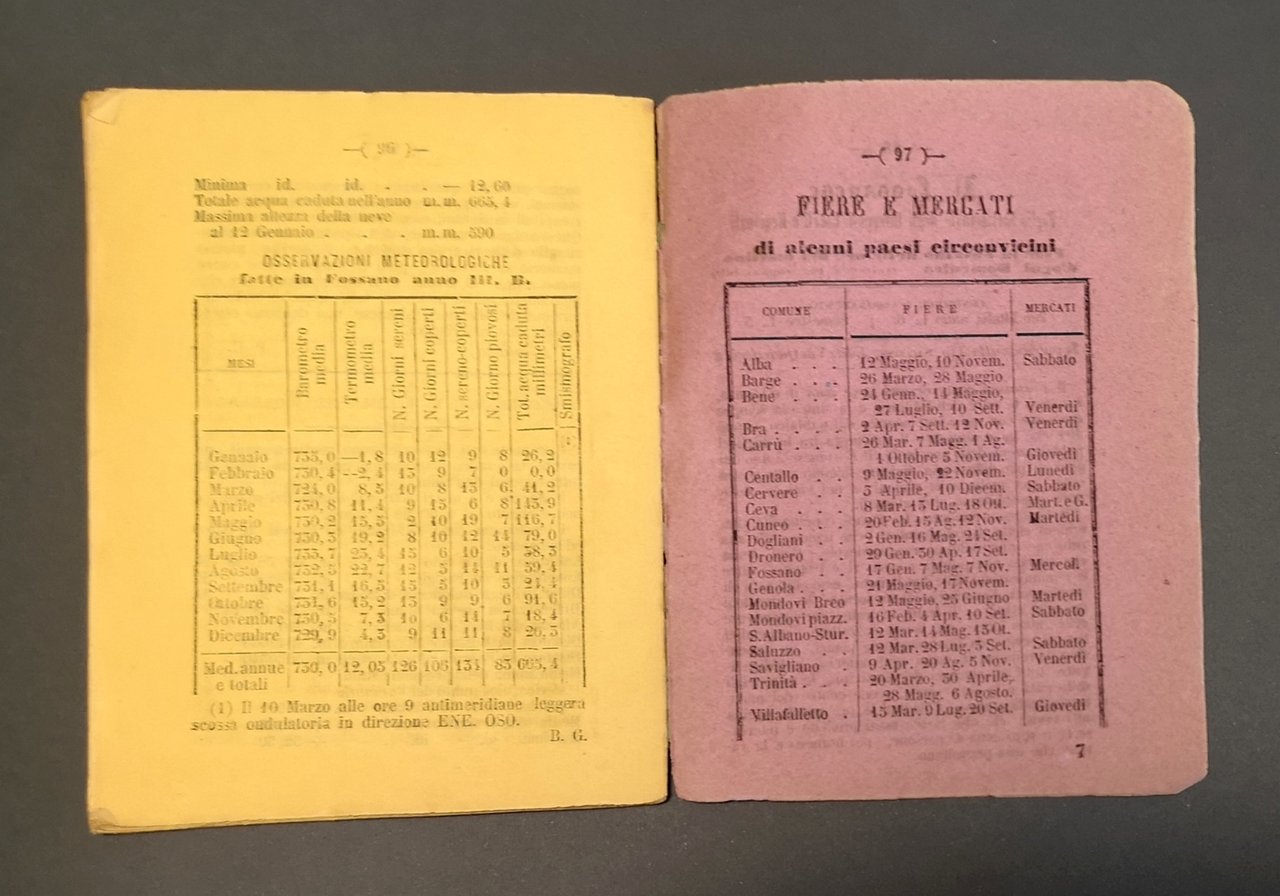 —( 96 )—
Minima id. id. . . — 12,60
Totale acqua caduta nell'anno m.m. 665,4
Massima altezza della neve
al 12 Gennaio . . . m.m. 590
OSSERVAZIONI METEOROLOGICHE
fatte in Fossano anno III. B.
MESI Barometro media Termometro media N. Giorni sereni N. Giorni coperti N. sereno-coperti N. Giorno piovosi Tot. acqua caduta millimetri Smismografo
Gennaio 735,0 —1,8 10 12 9 8 26,2
Febbraio 730,4 —2,4 13 9 7 0 0,0
Marzo 724,0 8,5 10 8 13 6 41,2
Aprile 730,8 11,4 9 15 6 8 145,9
Maggio 730,2 15,5 2 10 19 7 116,7
Giugno 730,5 19,2 8 10 12 14 79,0
Luglio 733,7 23,4 15 6 10 5 38,3
Agosto 732,5 22,7 12 5 14 11 59,4
Settembre 731,1 16,5 15 5 10 3 24,4
Ottobre 731,6 13,2 13 9 9 6 91,6
Novembre 730,5 7,3 10 6 14 7 18,4
Dicembre 729,9 4,3 9 11 11 8 26,3
Med. annue 730,0 12,05 126 106 134 83 665,4
e totali
(1) Il 10 Marzo alle ore 9 antimeridiane leggera
scossa ondulatoria in direzione ENE. OSO.
B. G.
—( 97 )—
FIERE E MERCATI
di alcuni paesi circonvicini
COMUNE FIERE MERCATI
Alba . . . 12 Maggio, 10 Novem. Sabbato
Barge . . . 26 Marzo, 28 Maggio
Bene . . . 24 Genn., 14 Maggio,
27 Luglio, 10 Sett. Venerdì
Bra . . . . 2 Apr. 7 Sett. 12 Nov. Venerdì
Carrù . . . 26 Mar. 7 Magg. 1 Ag.
4 Ottobre 5 Novem. Giovedì
Centallo . . 9 Maggio, 22 Novem. Lunedì
Cervere . . 5 Aprile, 10 Dicem. Sabbato
Ceva . . . 8 Mar. 15 Lug. 18 Ott. Mart. e G.
Cuneo . . . 20 Feb. 15 Ag. 12 Nov. Martedì
Dogliani . . 2 Gen. 16 Mag. 24 Set.
Dronero . . 29 Gen. 30 Ap. 17 Set.
Fossano . . 17 Gen. 7 Mag. 7 Nov. Mercol.
Genola . . . 21 Maggio, 17 Novem.
Mondovì Breo 12 Maggio, 25 Giugno Martedì
Mondovì piazz. 16 Feb. 4 Apr. 10 Set. Sabbato
S. Albano-Stur. 12 Mar. 14 Mag. 15 Ot.
Saluzzo . . 12 Mar. 28 Lug. 5 Set. Sabbato
Savigliano . 9 Apr. 20 Ag. 5 Nov. Venerdì
Trinità . . . 20 Marzo, 30 Aprile,
28 Magg. 6 Agosto.
Villafalletto . 15 Mar. 9 Lug. 20 Set. Giovedì
7